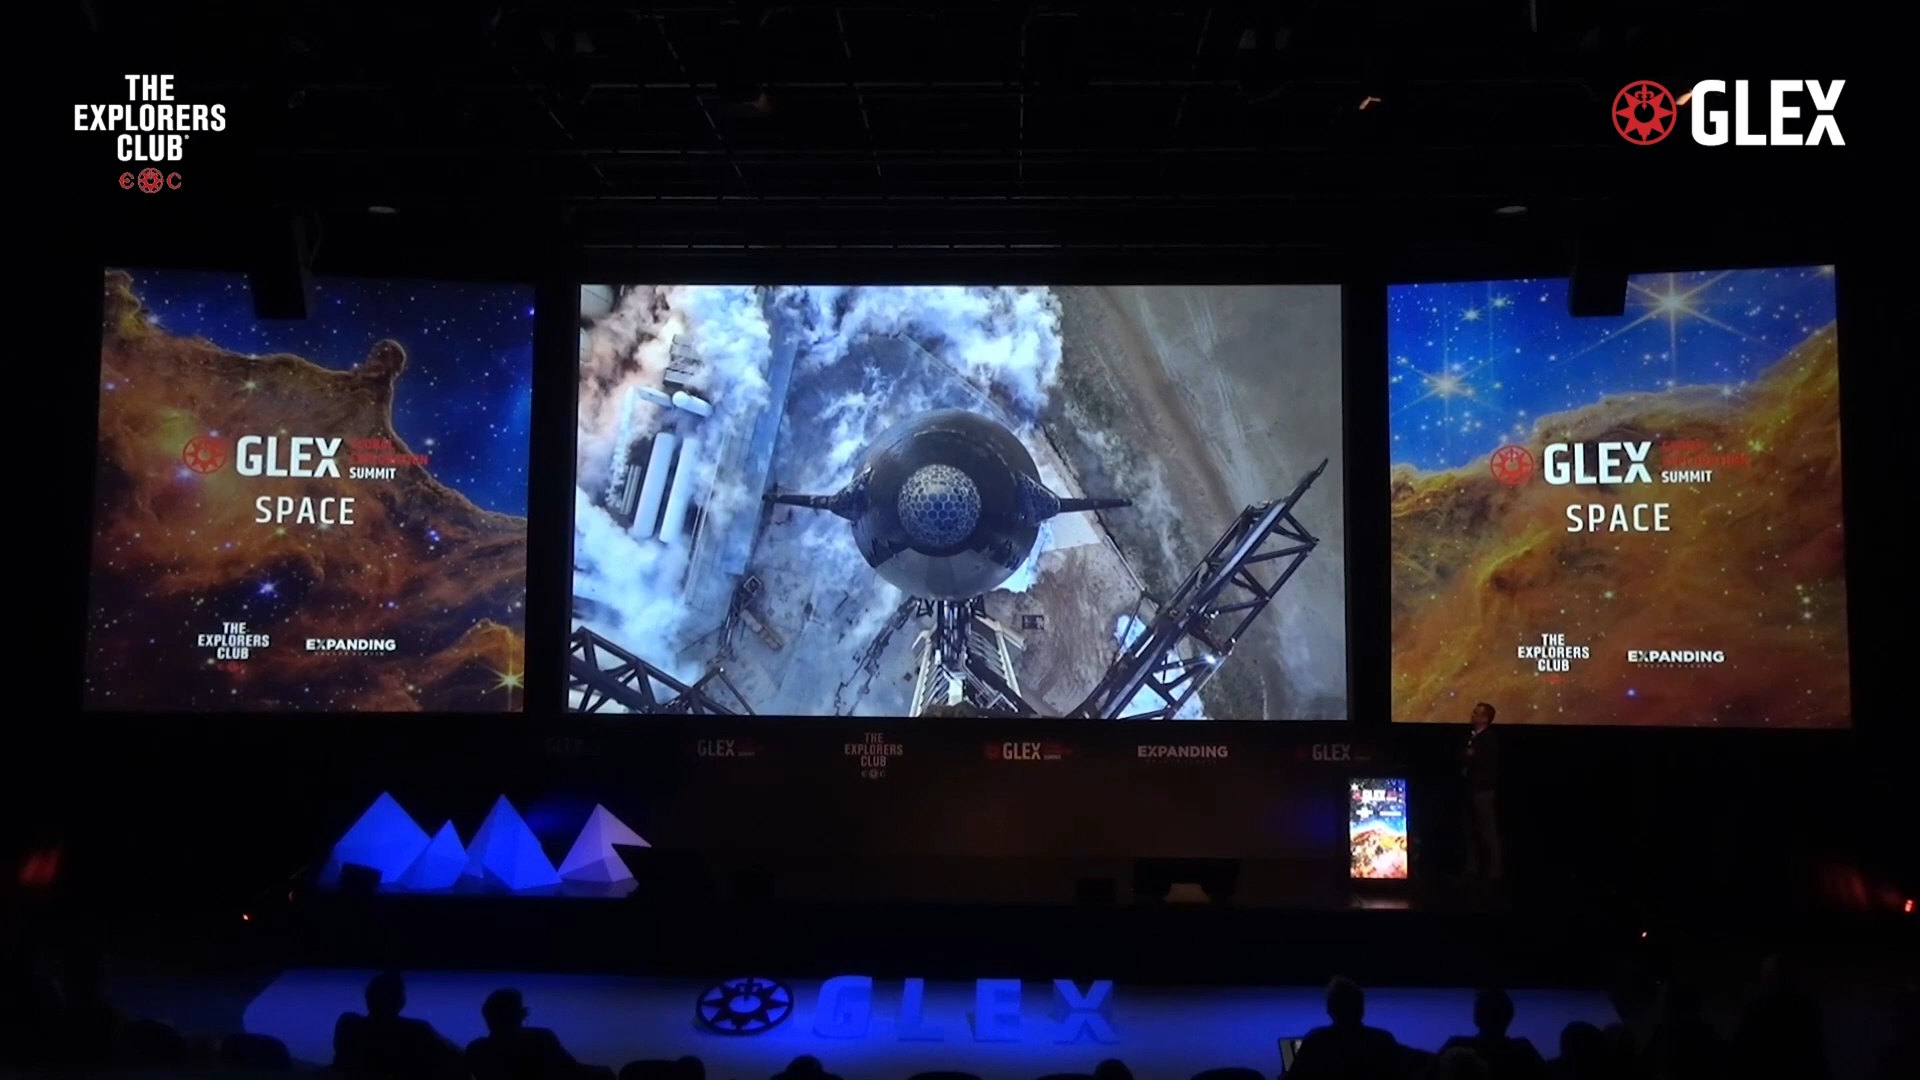 THE
EXPLORERS
CLUB
GLEX
GLEX
SUMMIT
SPACE
THE
EXPLORERS
CLUB
EXPANDING
GLEX
SUMMIT
SPACE
THE
EXPLORERS
CLUB
EXPANDING
GLEX
THE
EXPLORERS
CLUB
GLEX
EXPANDING
GLEX
GLEX
GLEX